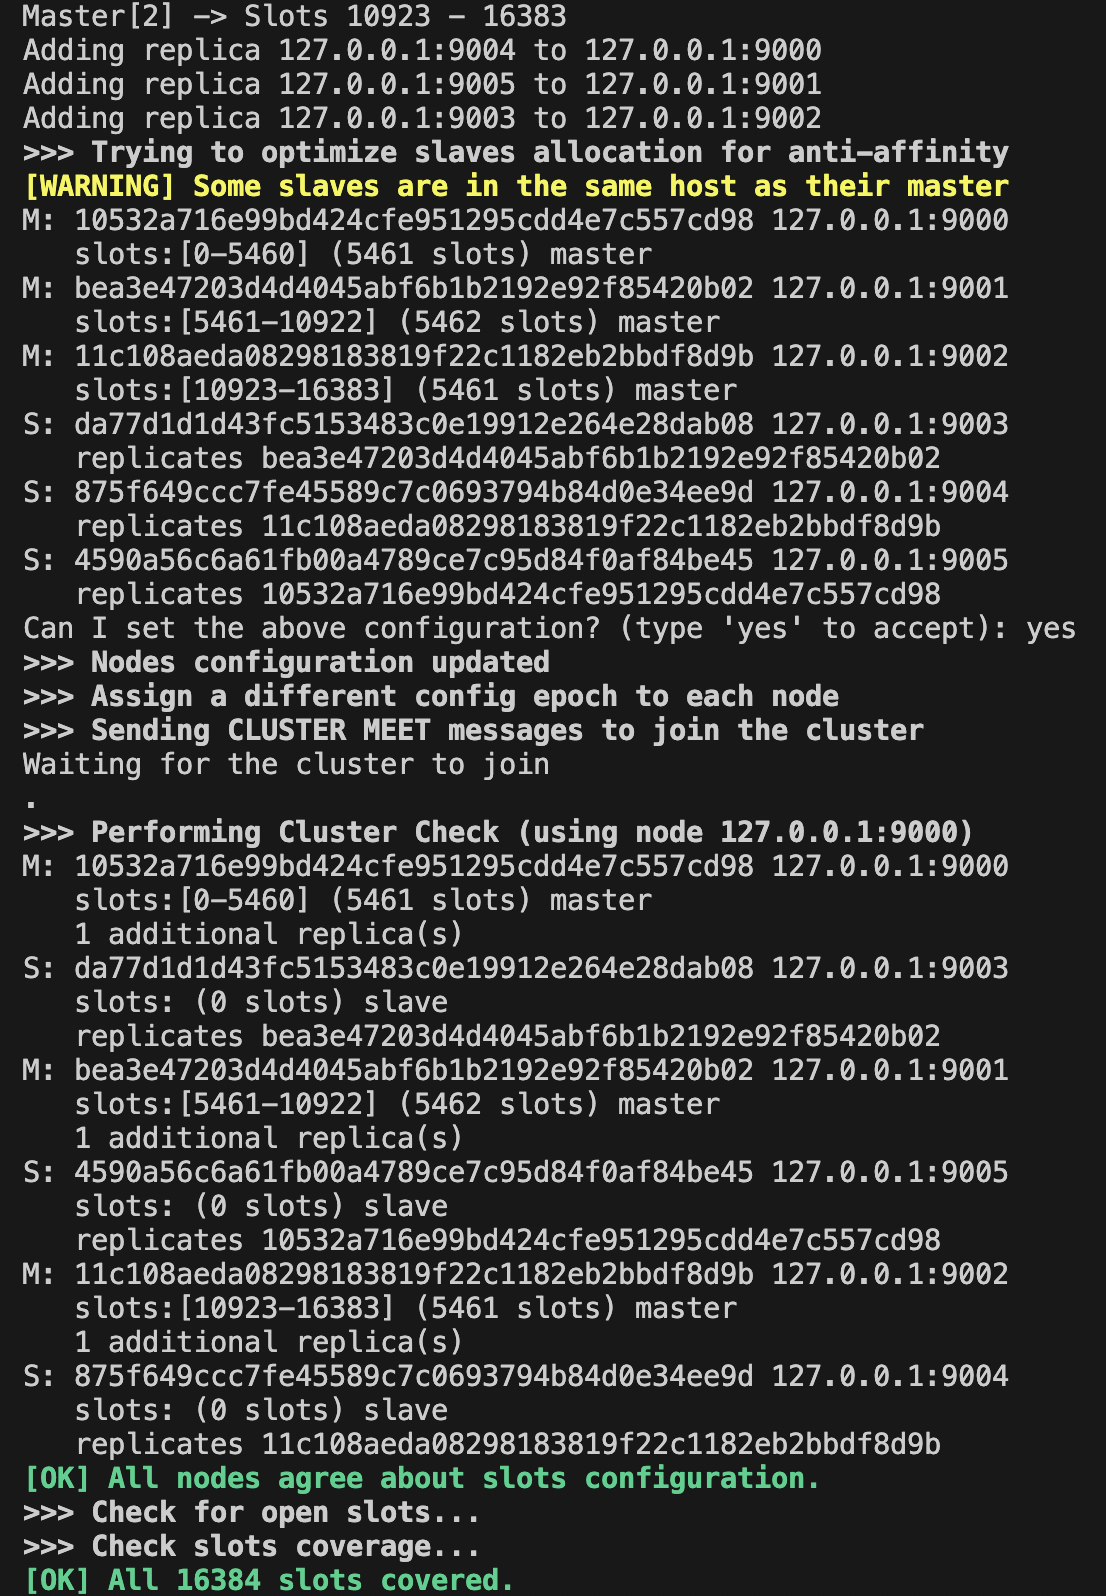 Master[2] -> Slots 10923 - 16383
Adding replica 127.0.0.1:9004 to 127.0.0.1:9000
Adding replica 127.0.0.1:9005 to 127.0.0.1:9001
Adding replica 127.0.0.1:9003 to 127.0.0.1:9002
>>> Trying to optimize slaves allocation for anti-affinity
[WARNING] Some slaves are in the same host as their master
M: 10532a716e99bd424cfe951295cdd4e7c557cd98 127.0.0.1:9000
   slots:[0-5460] (5461 slots) master
M: bea3e47203d4d4045abf6b1b2192e92f85420b02 127.0.0.1:9001
   slots:[5461-10922] (5462 slots) master
M: 11c108aeda08298183819f22c1182eb2bbdf8d9b 127.0.0.1:9002
   slots:[10923-16383] (5461 slots) master
S: da77d1d1d43fc5153483c0e19912e264e28dab08 127.0.0.1:9003
   replicates bea3e47203d4d4045abf6b1b2192e92f85420b02
S: 875f649ccc7fe45589c7c0693794b84d0e34ee9d 127.0.0.1:9004
   replicates 11c108aeda08298183819f22c1182eb2bbdf8d9b
S: 4590a56c6a61fb00a4789ce7c95d84f0af84be45 127.0.0.1:9005
   replicates 10532a716e99bd424cfe951295cdd4e7c557cd98
Can I set the above configuration? (type 'yes' to accept): yes
>>> Nodes configuration updated
>>> Assign a different config epoch to each node
>>> Sending CLUSTER MEET messages to join the cluster
Waiting for the cluster to join
.
>>> Performing Cluster Check (using node 127.0.0.1:9000)
M: 10532a716e99bd424cfe951295cdd4e7c557cd98 127.0.0.1:9000
   slots:[0-5460] (5461 slots) master
   1 additional replica(s)
S: da77d1d1d43fc5153483c0e19912e264e28dab08 127.0.0.1:9003
   slots: (0 slots) slave
   replicates bea3e47203d4d4045abf6b1b2192e92f85420b02
M: bea3e47203d4d4045abf6b1b2192e92f85420b02 127.0.0.1:9001
   slots:[5461-10922] (5462 slots) master
   1 additional replica(s)
S: 4590a56c6a61fb00a4789ce7c95d84f0af84be45 127.0.0.1:9005
   slots: (0 slots) slave
   replicates 10532a716e99bd424cfe951295cdd4e7c557cd98
M: 11c108aeda08298183819f22c1182eb2bbdf8d9b 127.0.0.1:9002
   slots:[10923-16383] (5461 slots) master
   1 additional replica(s)
S: 875f649ccc7fe45589c7c0693794b84d0e34ee9d 127.0.0.1:9004
   slots: (0 slots) slave
   replicates 11c108aeda08298183819f22c1182eb2bbdf8d9b
[OK] All nodes agree about slots configuration.
>>> Check for open slots...
>>> Check slots coverage...
[OK] All 16384 slots covered.